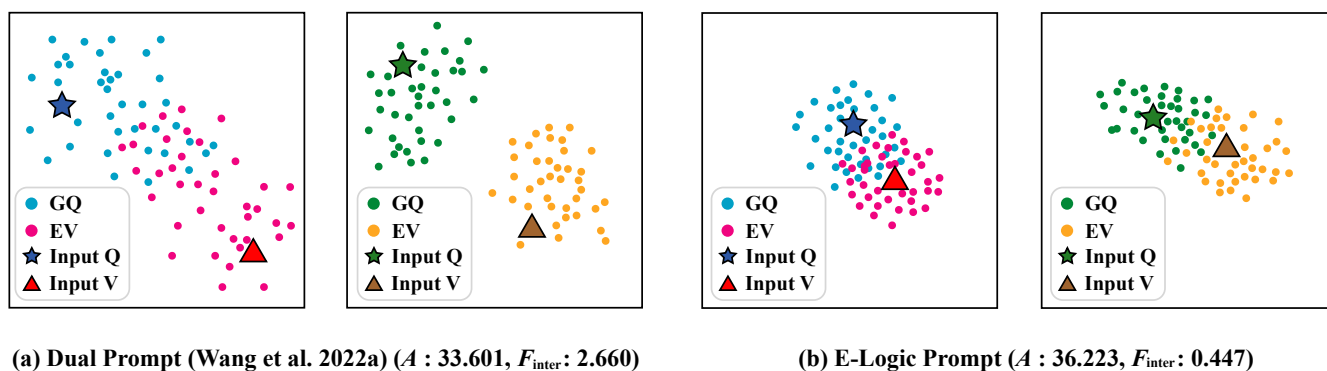 GQ
EV
Input Q
Input V
GQ
EV
Input Q
Input V
GQ
EV
Input Q
Input V
GQ
EV
Input Q
Input V
(a) Dual Prompt (Wang et al. 2022a) (A : 33.601, Finter : 2.660)
(b) E-Logic Prompt (A : 36.223, Finter : 0.447)